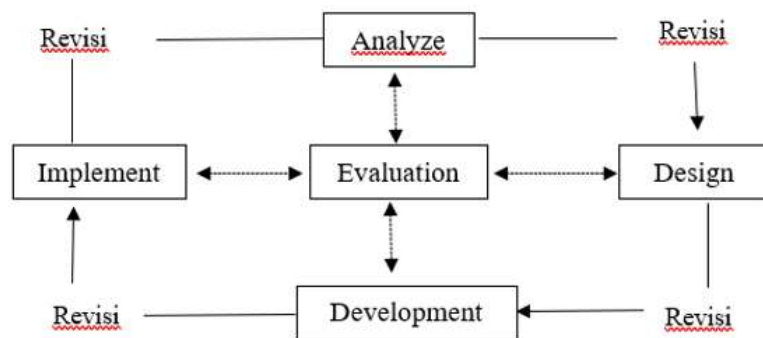 Revisi
Analyze
Revisi
Implement
Evaluation
Design
Revisi
Development
Revisi